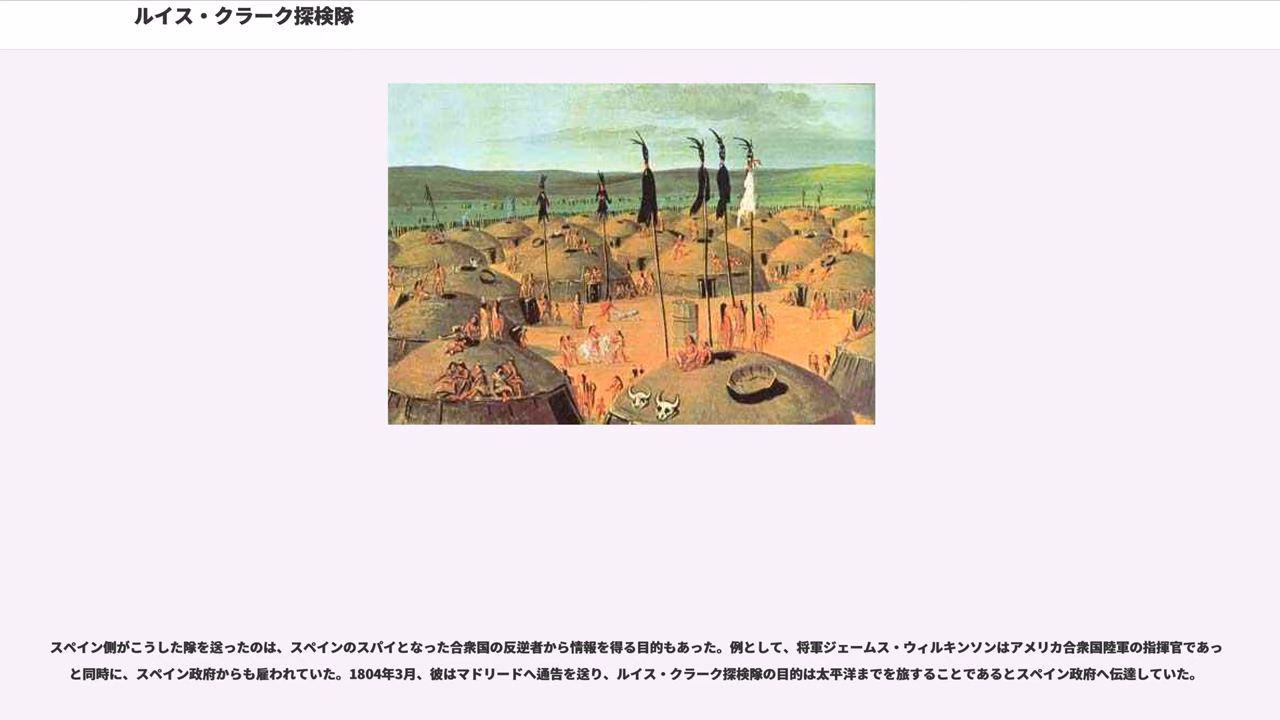 ルイス・クラーク探検隊
スペイン側がこうした隊を送ったのは、スペインのスパイとなった合衆国の反逆者から情報を得る目的もあった。例として、将軍ジェームス・ウィルキンソンはアメリカ合衆国陸軍の指揮官であっ
と同時に、スペイン政府からも雇われていた。1804年3月、彼はマドリードへ通告を送り、ルイス・クラーク探検隊の目的は太平洋までを旅することであるとスペイン政府へ伝達していた。